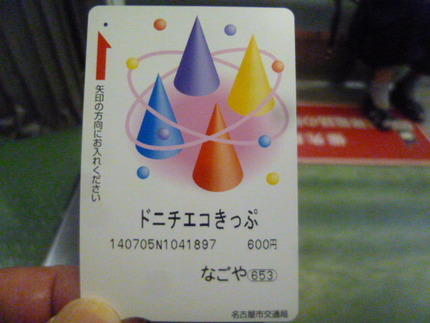 矢印の方向にお入れください
ドニチエコきっぷ
140705N1041897 600円
なごや 653
名古屋市交通局